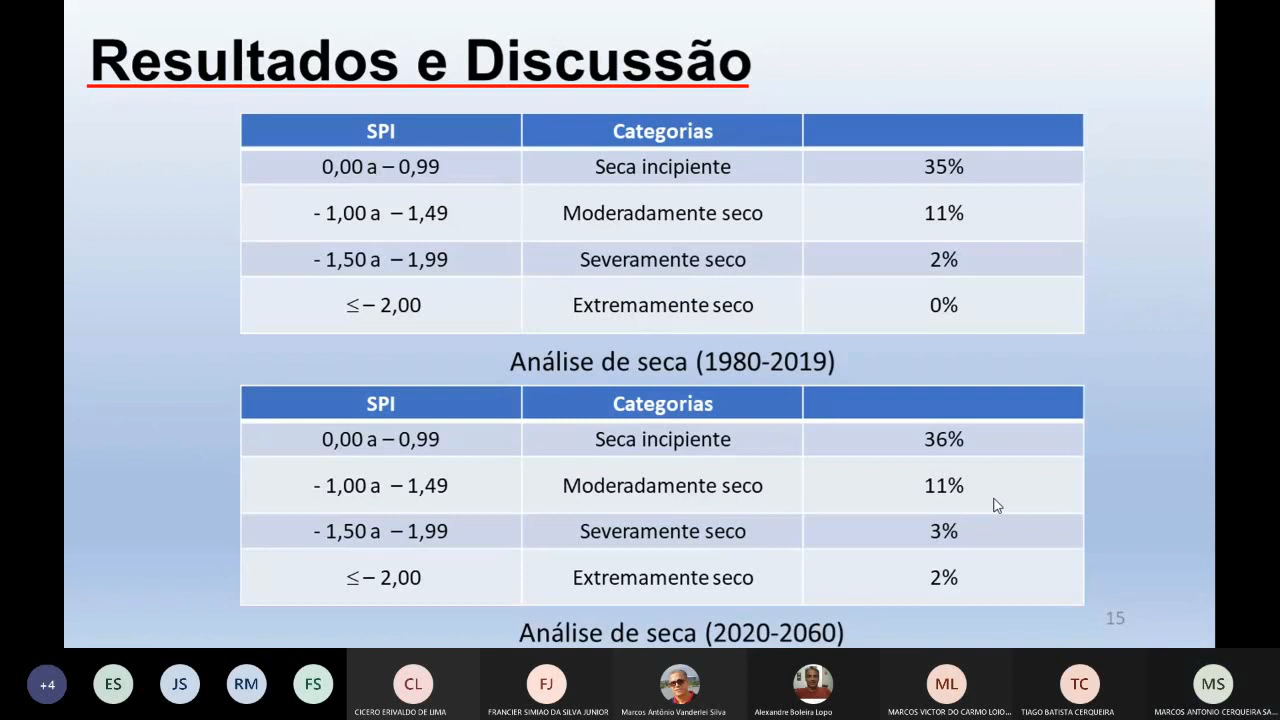 Resultados e Discussão
SPI Categorias
0,00 a – 0,99 Seca incipiente 35%
- 1,00 a – 1,49 Moderadamente seco 11%
- 1,50 a – 1,99 Severamente seco 2%
≤ – 2,00 Extremamente seco 0%
Análise de seca (1980-2019)
SPI Categorias
0,00 a – 0,99 Seca incipiente 36%
- 1,00 a – 1,49 Moderadamente seco 11%
- 1,50 a – 1,99 Severamente seco 3%
≤ – 2,00 Extremamente seco 2%
15
Análise de seca (2020-2060)
+4 ES JS RM FS CL FJ ML TC MS
CICERO ERIVALDO DE LIMA FRANCIER SIMIÃO DA SILVA JUNIOR Marcos Antônio Vanderlei Silva Alexandre Boleira Lopo MARCOS VICTOR DO CARMO LOIO... TIAGO BATISTA CERQUEIRA MARCOS ANTONIO CERQUEIRA SA...